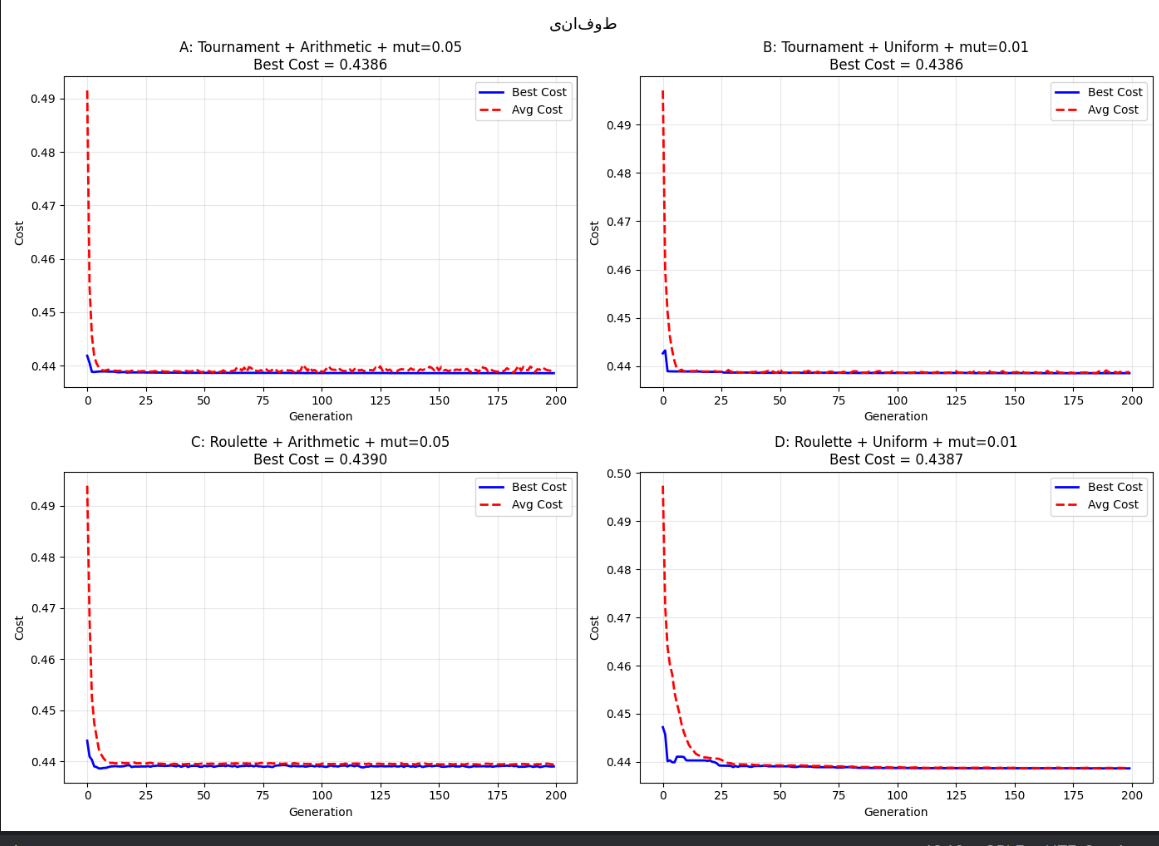 طوفانی
A: Tournament + Arithmetic + mut=0.05
Best Cost = 0.4386
Best Cost
Avg Cost
0.49
0.48
0.47
0.46
0.45
0.44
Cost
0 25 50 75 100 125 150 175 200
Generation
B: Tournament + Uniform + mut=0.01
Best Cost = 0.4386
Best Cost
Avg Cost
0.49
0.48
0.47
0.46
0.45
0.44
Cost
0 25 50 75 100 125 150 175 200
Generation
C: Roulette + Arithmetic + mut=0.05
Best Cost = 0.4390
Best Cost
Avg Cost
0.49
0.48
0.47
0.46
0.45
0.44
Cost
0 25 50 75 100 125 150 175 200
Generation
D: Roulette + Uniform + mut=0.01
Best Cost = 0.4387
Best Cost
Avg Cost
0.50
0.49
0.48
0.47
0.46
0.45
0.44
Cost
0 25 50 75 100 125 150 175 200
Generation